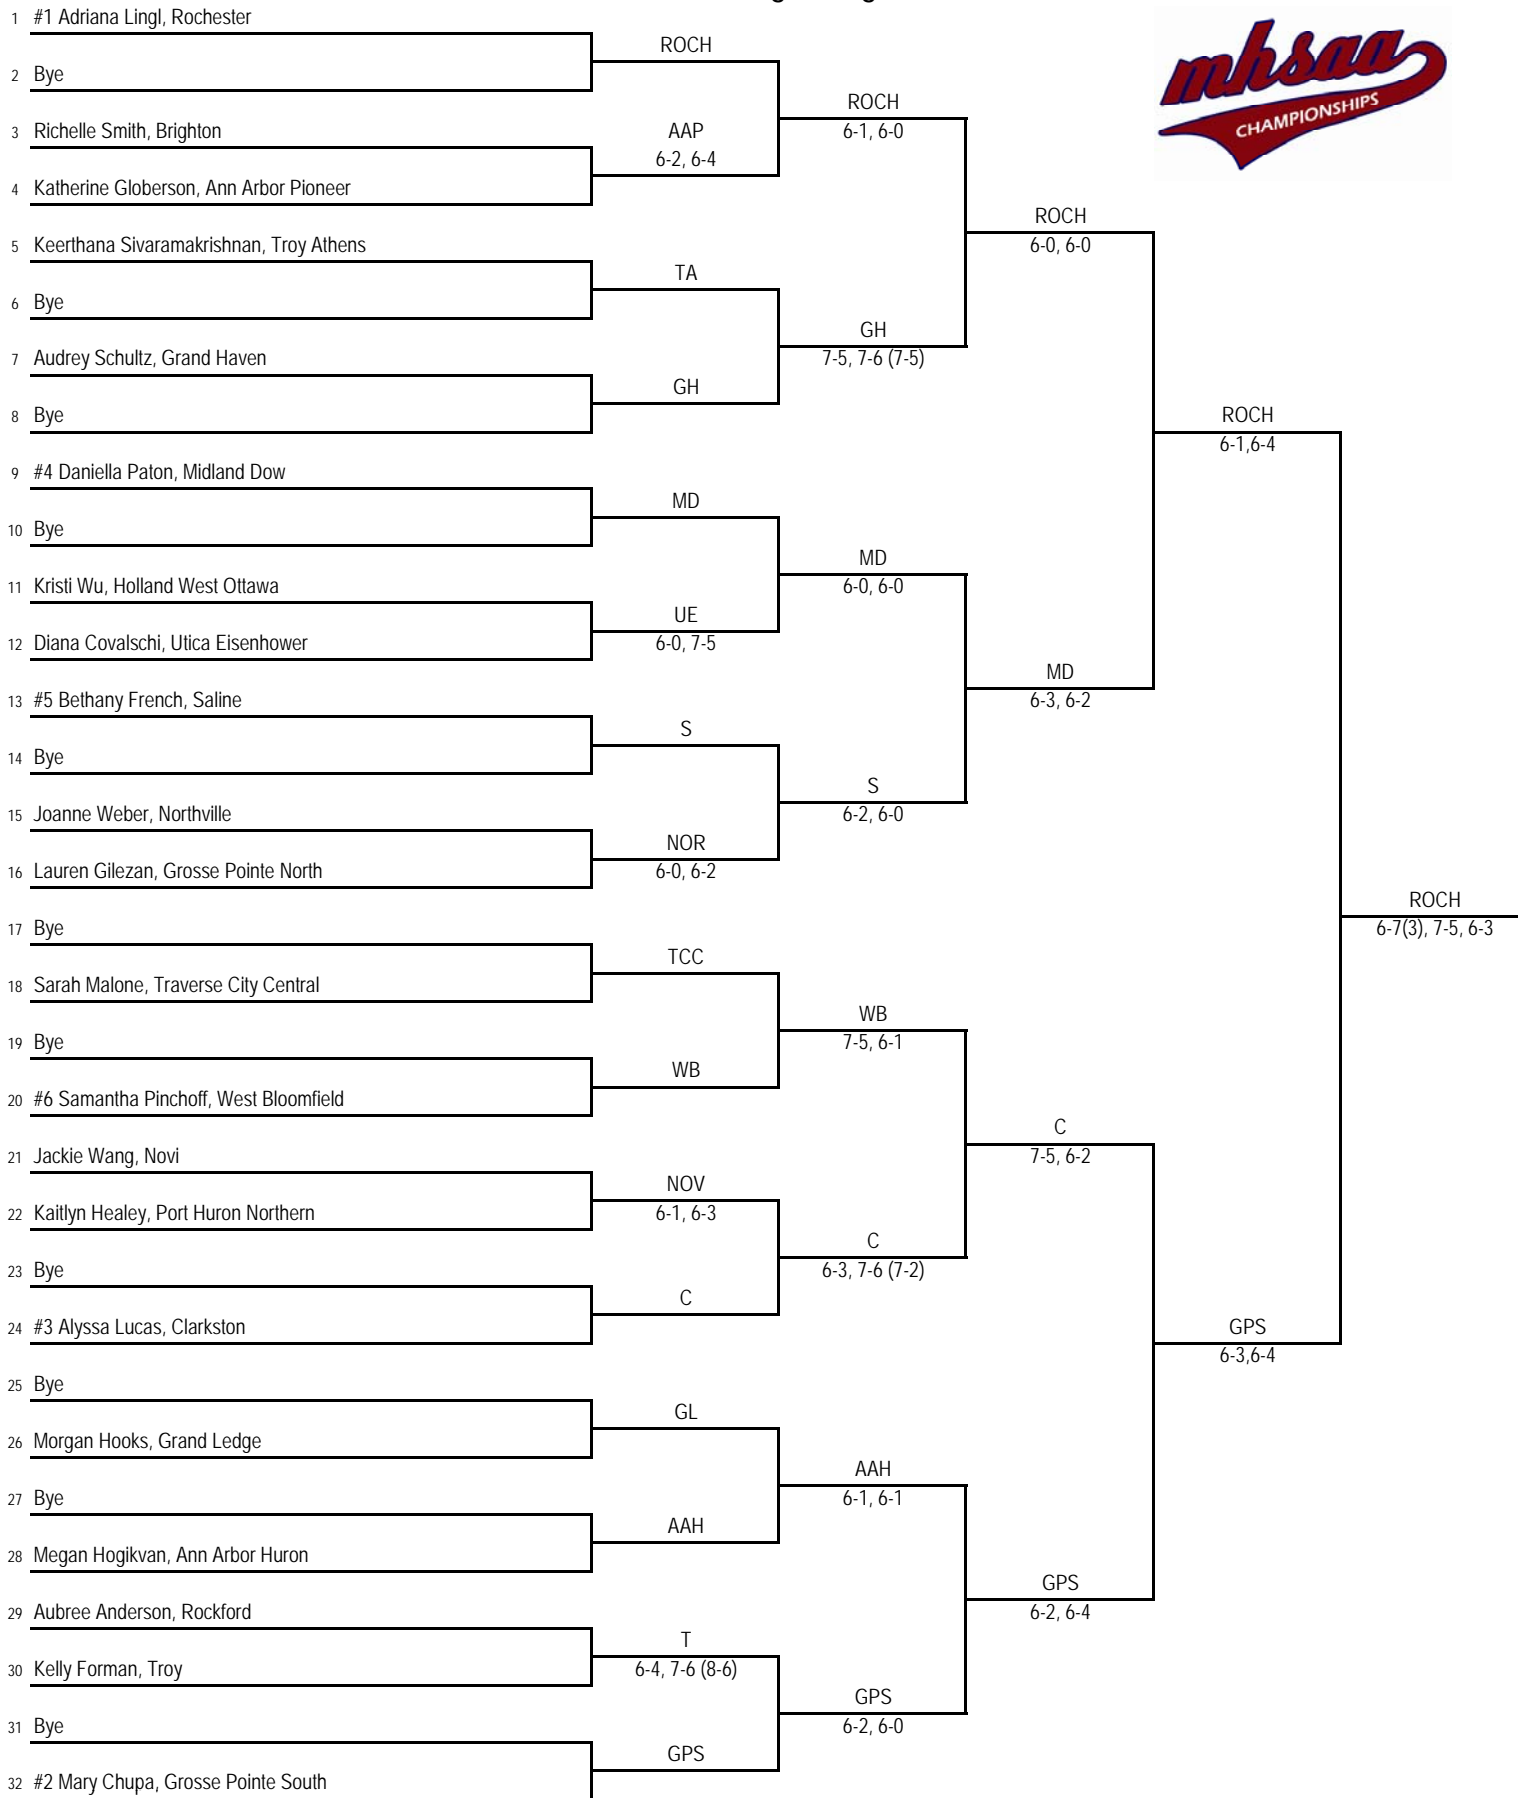 mhsaa
CHAMPIONSHIPS
1 #1 Adriana Lingl, Rochester
ROCH
2 Bye
ROCH
6-1, 6-0
3 Richelle Smith, Brighton
AAP
6-2, 6-4
4 Katherine Globerson, Ann Arbor Pioneer
ROCH
6-0, 6-0
5 Keerthana Sivaramakrishnan, Troy Athens
TA
6 Bye
GH
7-5, 7-6 (7-5)
7 Audrey Schultz, Grand Haven
GH
8 Bye
ROCH
6-1,6-4
9 #4 Daniella Paton, Midland Dow
MD
10 Bye
MD
6-0, 6-0
11 Kristi Wu, Holland West Ottawa
UE
6-0, 7-5
12 Diana Covalschi, Utica Eisenhower
MD
6-3, 6-2
13 #5 Bethany French, Saline
S
14 Bye
S
6-2, 6-0
15 Joanne Weber, Northville
NOR
6-0, 6-2
16 Lauren Gilezan, Grosse Pointe North
ROCH
6-7(3), 7-5, 6-3
17 Bye
TCC
18 Sarah Malone, Traverse City Central
WB
7-5, 6-1
19 Bye
WB
20 #6 Samantha Pinchoff, West Bloomfield
C
7-5, 6-2
21 Jackie Wang, Novi
NOV
6-1, 6-3
22 Kaitlyn Healey, Port Huron Northern
C
6-3, 7-6 (7-2)
23 Bye
C
24 #3 Alyssa Lucas, Clarkston
GPS
6-3,6-4
25 Bye
GL
26 Morgan Hooks, Grand Ledge
AAH
6-1, 6-1
27 Bye
AAH
28 Megan Hogikvan, Ann Arbor Huron
GPS
6-2, 6-4
29 Aubree Anderson, Rockford
T
6-4, 7-6 (8-6)
30 Kelly Forman, Troy
GPS
6-2, 6-0
31 Bye
GPS
32 #2 Mary Chupa, Grosse Pointe South